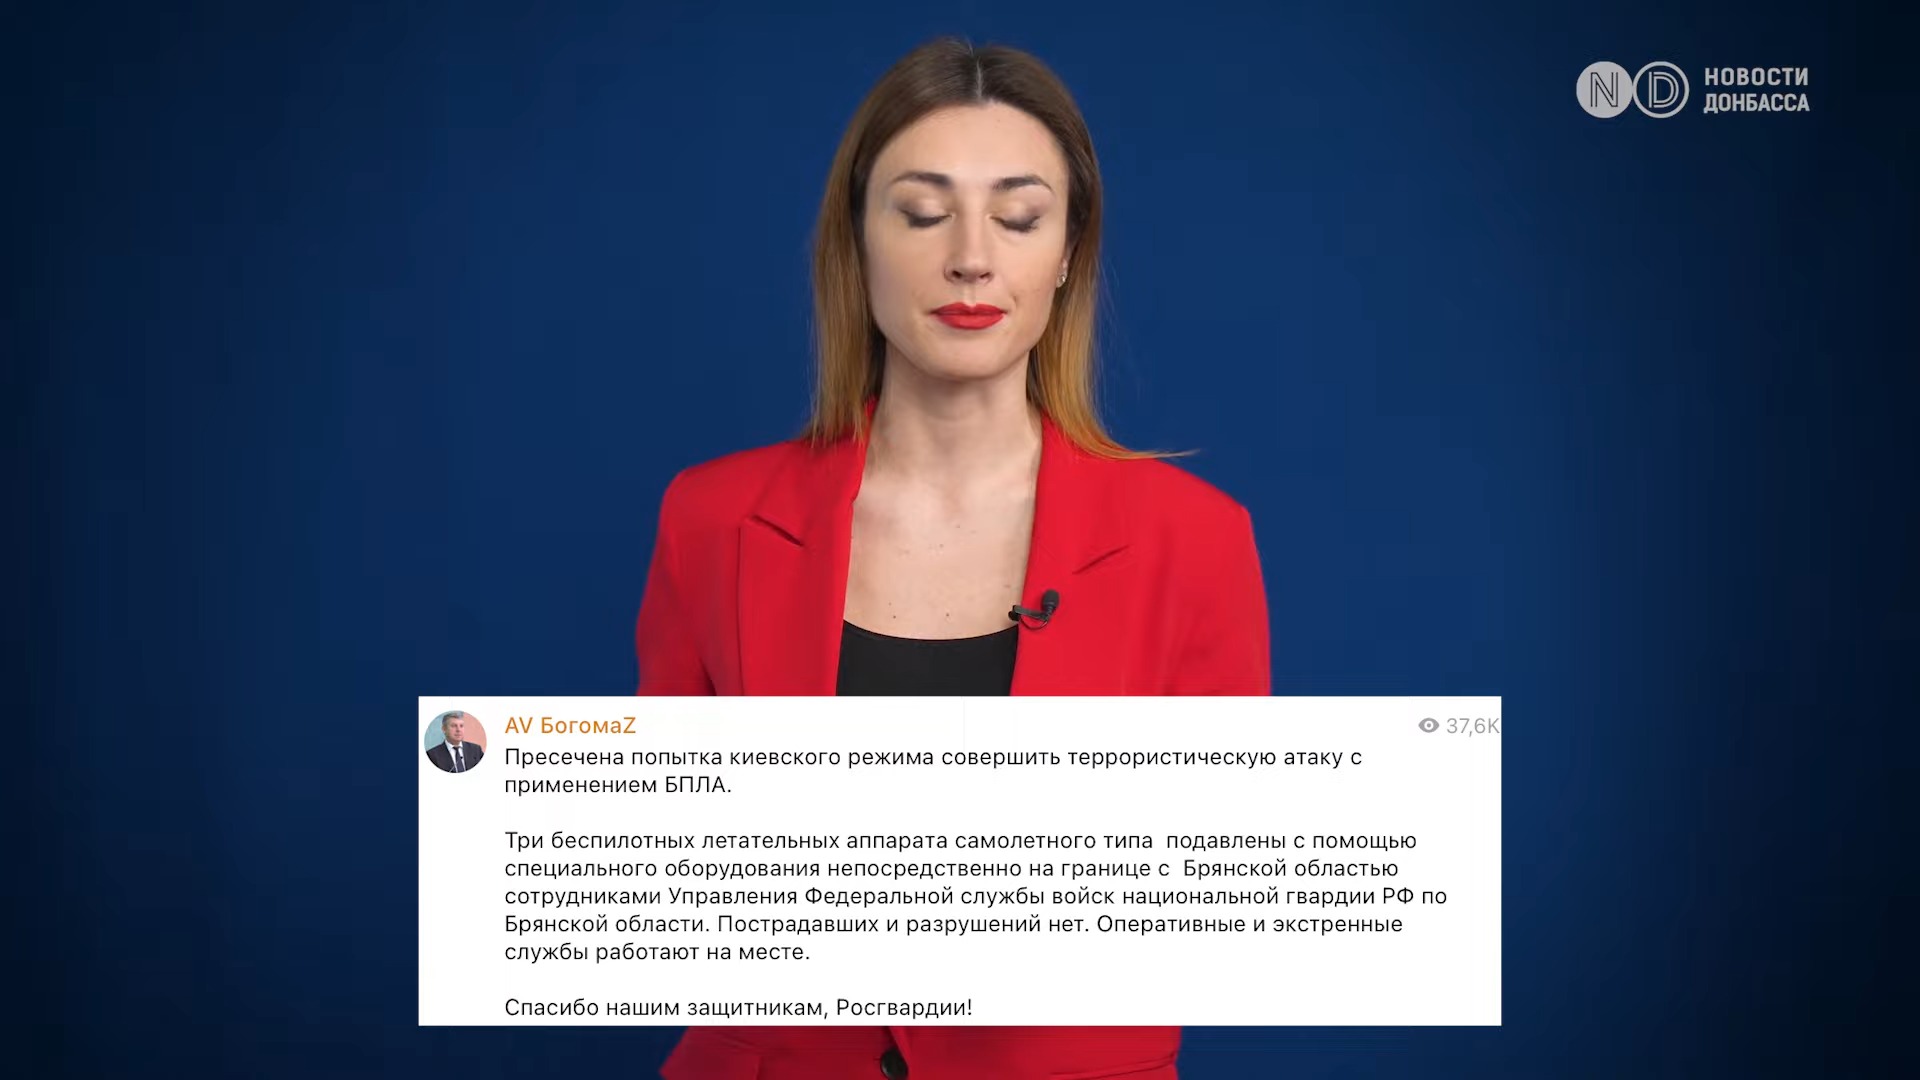 ND НОВОСТИ
ДОНБАССА
AV БогомаZ 37,6K
Пресечена попытка киевского режима совершить террористическую атаку с
применением БПЛА.
Три беспилотных летательных аппарата самолетного типа подавлены с помощью
специального оборудования непосредственно на границе с Брянской областью
сотрудниками Управления Федеральной службы войск национальной гвардии РФ по
Брянской области. Пострадавших и разрушений нет. Оперативные и экстренные
службы работают на месте.
Спасибо нашим защитникам, Росгвардии!